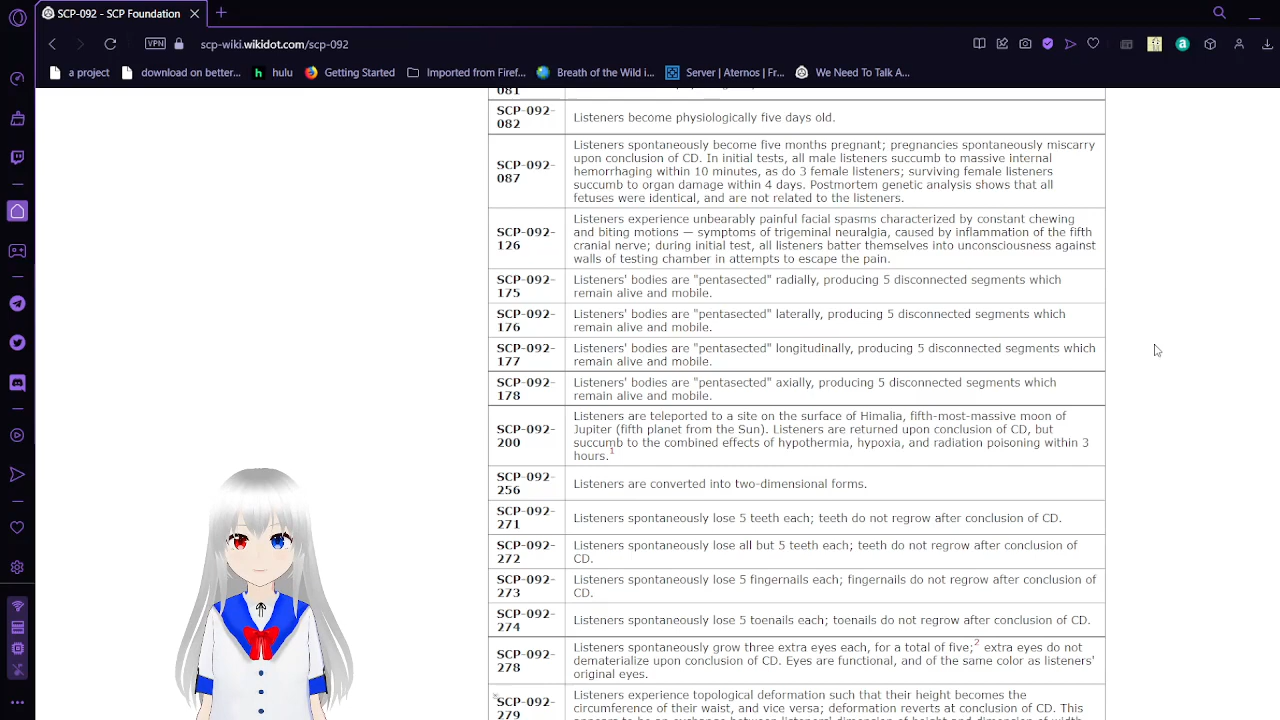 SCP-092 - SCP Foundation
VPN
scp-wiki.wikidot.com/scp-092
a project
download on better...
hulu
Getting Started
Imported from Firef...
Breath of the Wild i...
Server | Aternos | Fr...
We Need To Talk A...
081
SCP-092-
082
Listeners become physiologically five days old.
SCP-092-
087
Listeners spontaneously become five months pregnant; pregnancies spontaneously miscarry
upon conclusion of CD. In initial tests, all male listeners succumb to massive internal
hemorrhaging within 10 minutes, as do 3 female listeners; surviving female listeners
succumb to organ damage within 4 days. Postmortem genetic analysis shows that all
fetuses were identical, and are not related to the listeners.
SCP-092-
126
Listeners experience unbearably painful facial spasms characterized by constant chewing
and biting motions — symptoms of trigeminal neuralgia, caused by inflammation of the fifth
cranial nerve; during initial test, all listeners batter themselves into unconsciousness against
walls of testing chamber in attempts to escape the pain.
SCP-092-
175
Listeners' bodies are "pentasected" radially, producing 5 disconnected segments which
remain alive and mobile.
SCP-092-
176
Listeners' bodies are "pentasected" laterally, producing 5 disconnected segments which
remain alive and mobile.
SCP-092-
177
Listeners' bodies are "pentasected" longitudinally, producing 5 disconnected segments which
remain alive and mobile.
SCP-092-
178
Listeners' bodies are "pentasected" axially, producing 5 disconnected segments which
remain alive and mobile.
SCP-092-
200
Listeners are teleported to a site on the surface of Himalia, fifth-most-massive moon of
Jupiter (fifth planet from the Sun). Listeners are returned upon conclusion of CD, but
succumb to the combined effects of hypothermia, hypoxia, and radiation poisoning within 3
hours.1
SCP-092-
256
Listeners are converted into two-dimensional forms.
SCP-092-
271
Listeners spontaneously lose 5 teeth each; teeth do not regrow after conclusion of CD.
SCP-092-
272
Listeners spontaneously lose all but 5 teeth each; teeth do not regrow after conclusion of
CD.
SCP-092-
273
Listeners spontaneously lose 5 fingernails each; fingernails do not regrow after conclusion of
CD.
SCP-092-
274
Listeners spontaneously lose 5 toenails each; toenails do not regrow after conclusion of CD.
SCP-092-
278
Listeners spontaneously grow three extra eyes each, for a total of five;2 extra eyes do not
dematerialize upon conclusion of CD. Eyes are functional, and of the same color as listeners'
original eyes.
SCP-092-
279
Listeners experience topological deformation such that their height becomes the
circumference of their waist, and vice versa; deformation reverts at conclusion of CD. This
appears to be an exchange between listeners' dimension of height and dimension of width